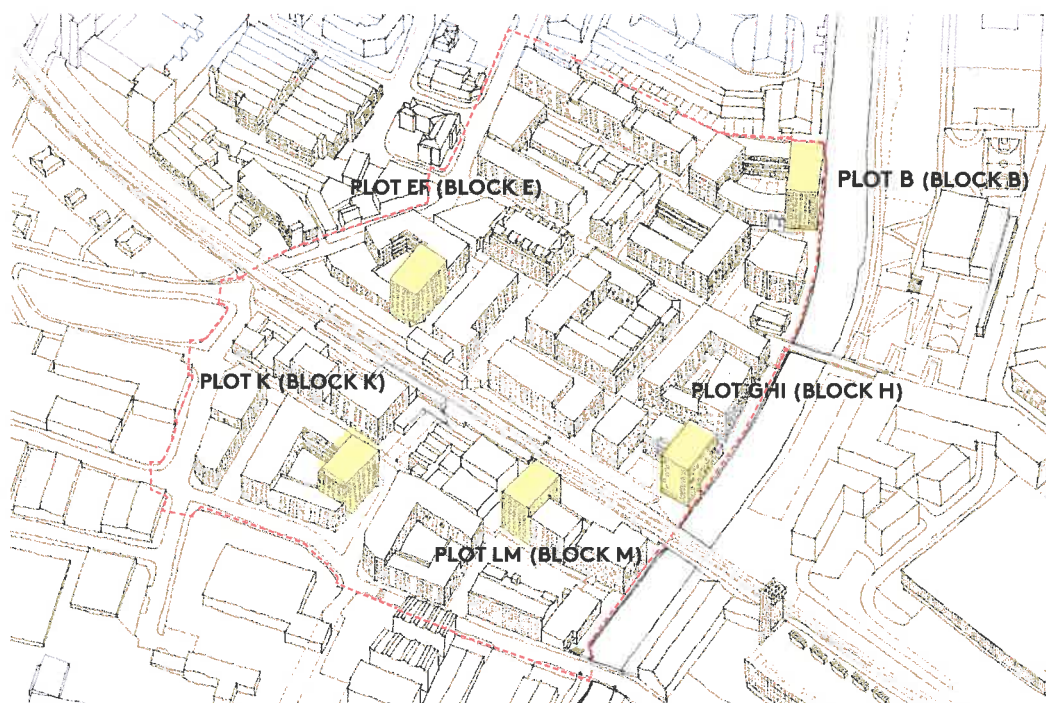 PLOT B (BLOCK B)
PLOT EF (BLOCK E)
PLOT K (BLOCK K)
PLOT GHI (BLOCK H)
PLOT LM (BLOCK M)